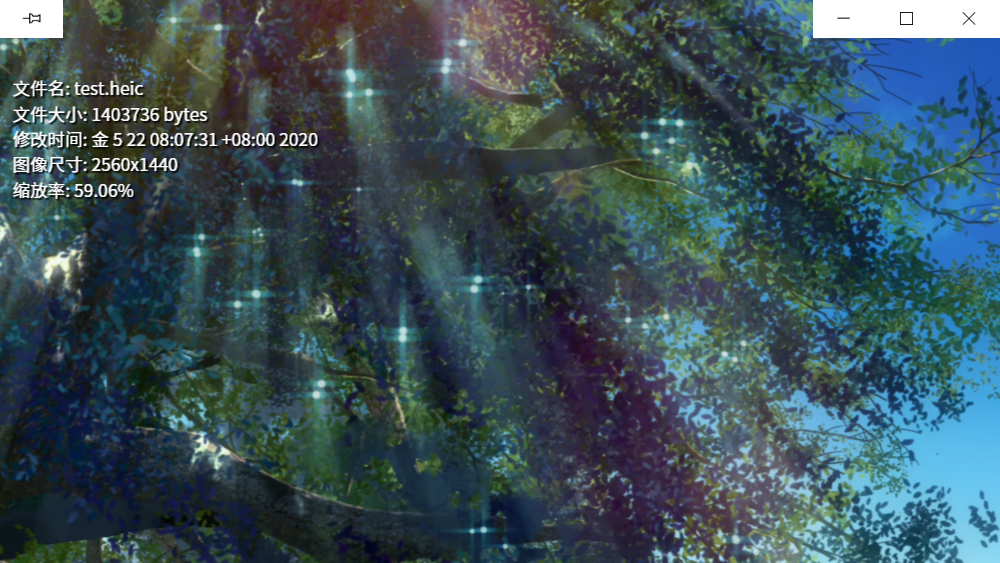 文件名: test.heic
文件大小: 1403736 bytes
修改时间: 金 5 22 08:07:31 +08:00 2020
图像尺寸: 2560x1440
缩放率: 59.06%